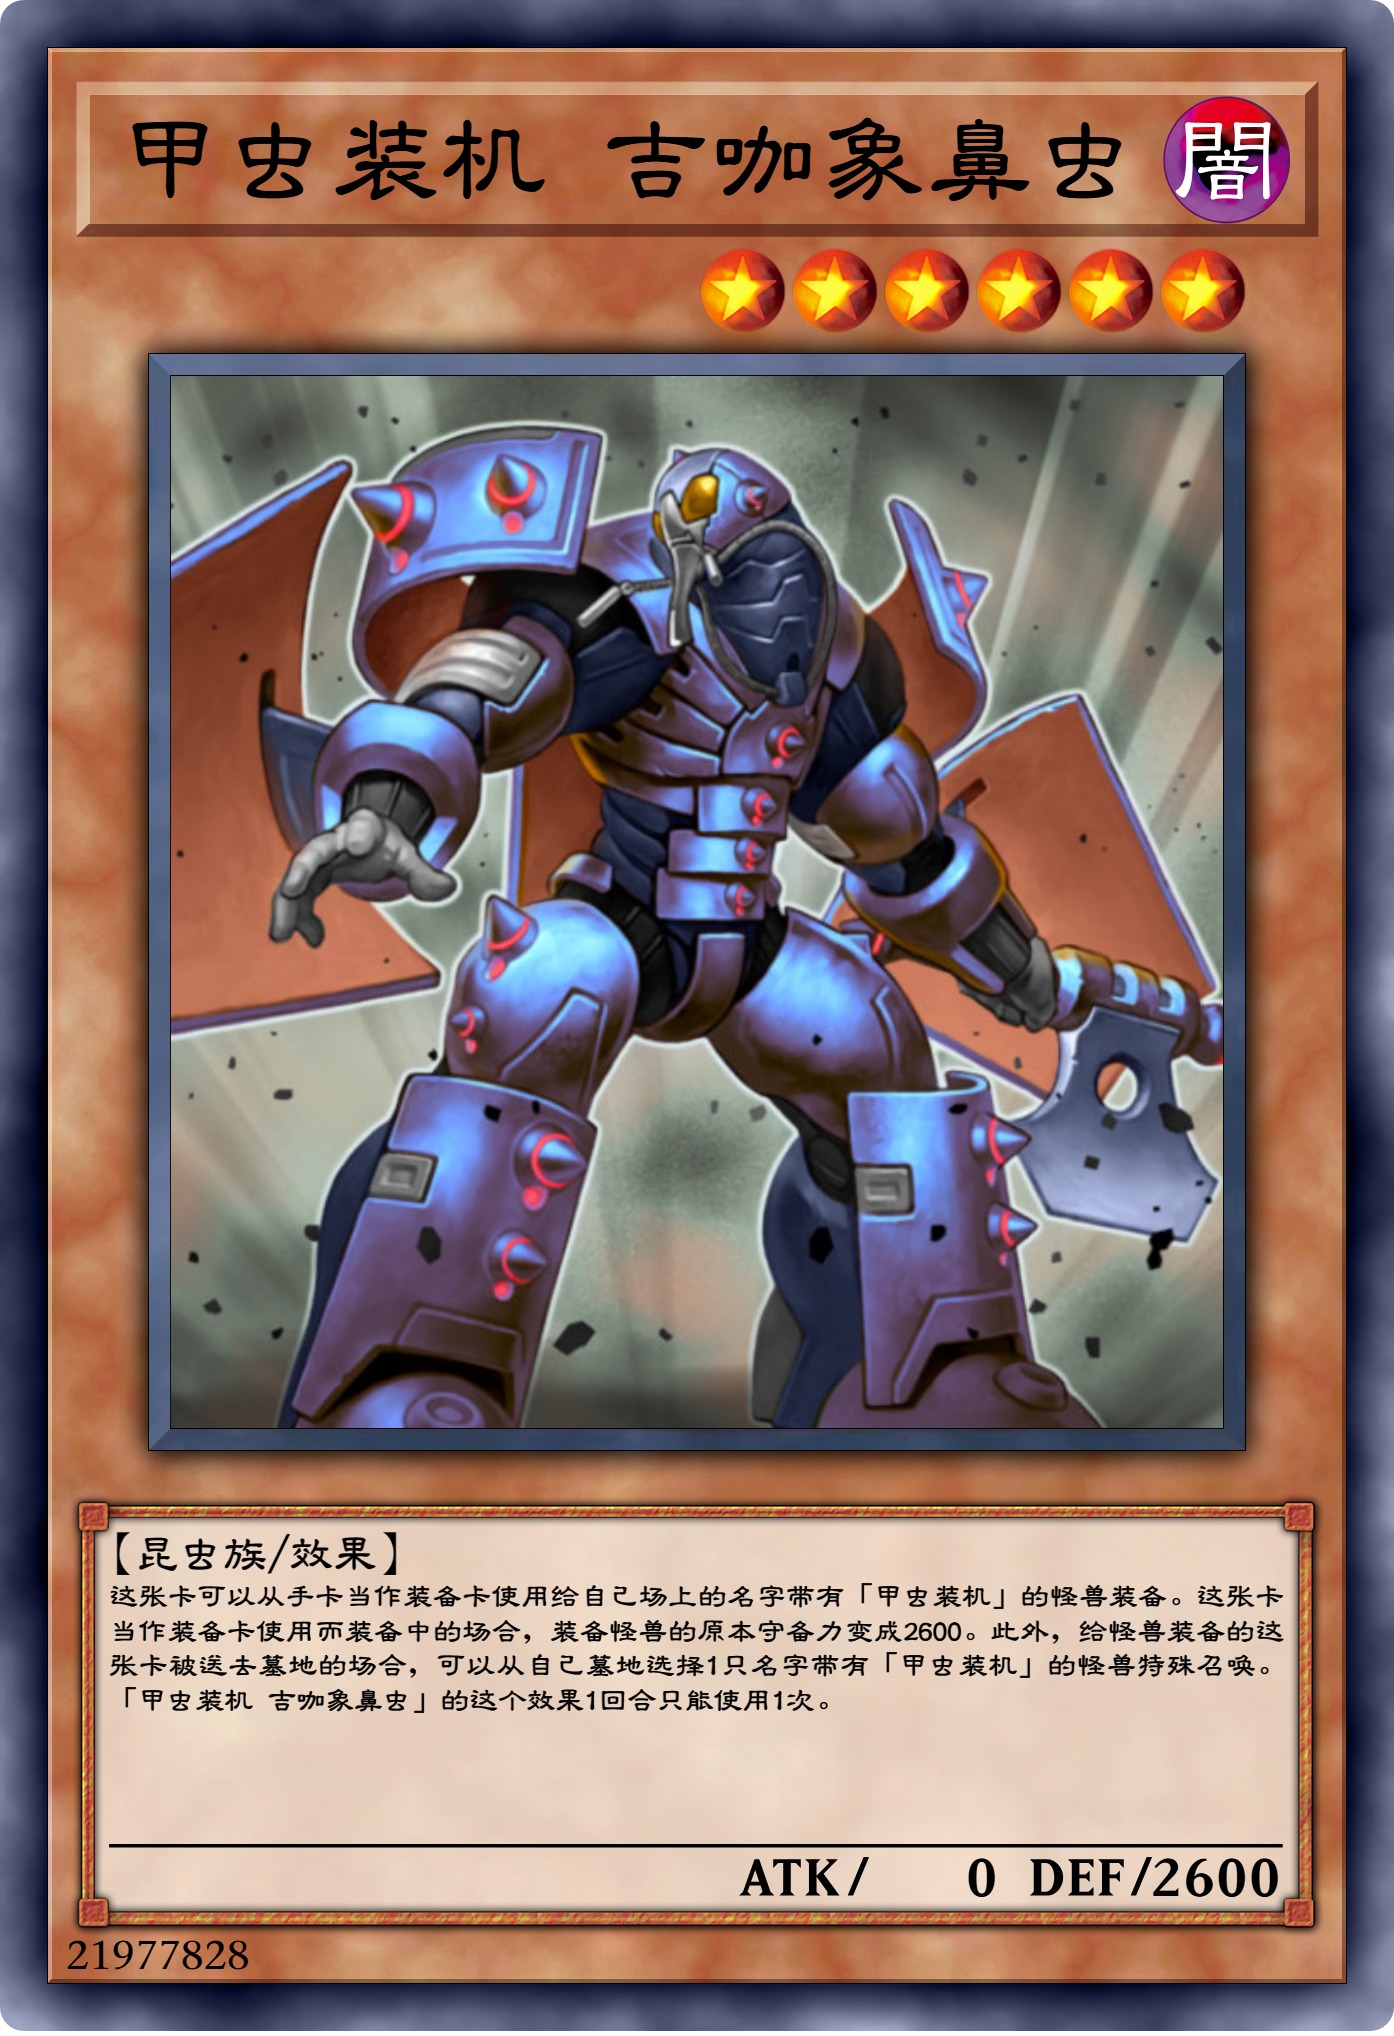 甲虫装机 吉咖象鼻虫 闇
【昆虫族/效果】
这张卡可以从手卡当作装备卡使用给自己场上的名字带有「甲虫装机」的怪兽装备。这张卡
当作装备卡使用而装备中的场合，装备怪兽的原本守备力变成2600。此外，给怪兽装备的这
张卡被送去墓地的场合，可以从自己墓地选择1只名字带有「甲虫装机」的怪兽特殊召唤。
「甲虫装机 吉咖象鼻虫」的这个效果1回合只能使用1次。
ATK/ 0 DEF/2600
21977828